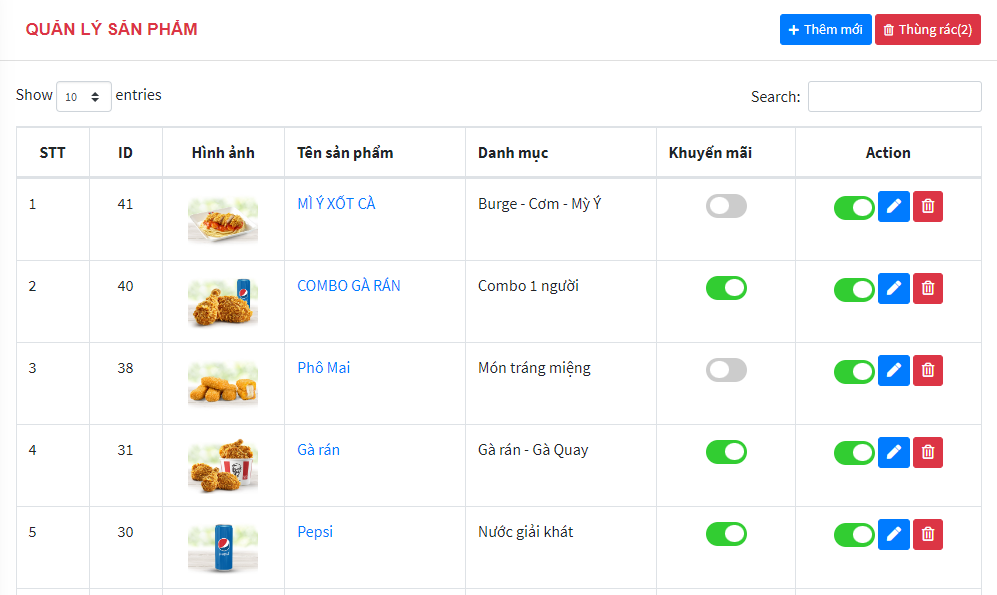 QUẢN LÝ SẢN PHẨM
+ Thêm mới
Thùng rác(2)
Show 10 entries
Search:
STT ID Hình ảnh Tên sản phẩm Danh mục Khuyến mãi Action
1 41 MÌ Ý XỐT CÀ Burge - Cơm - Mỳ Ý
2 40 COMBO GÀ RÁN Combo 1 người
3 38 Phô Mai Món tráng miệng
4 31 Gà rán Gà rán - Gà Quay
5 30 Pepsi Nước giải khát